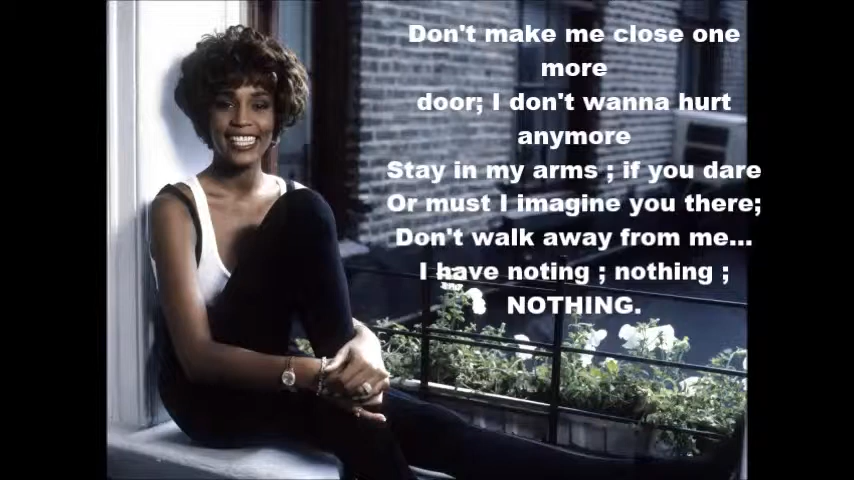 Don't make me close one
more
door; I don't wanna hurt
anymore
Stay in my arms ; if you dare
Or must I imagine you there;
Don't walk away from me...
I have noting ; nothing ;
NOTHING.